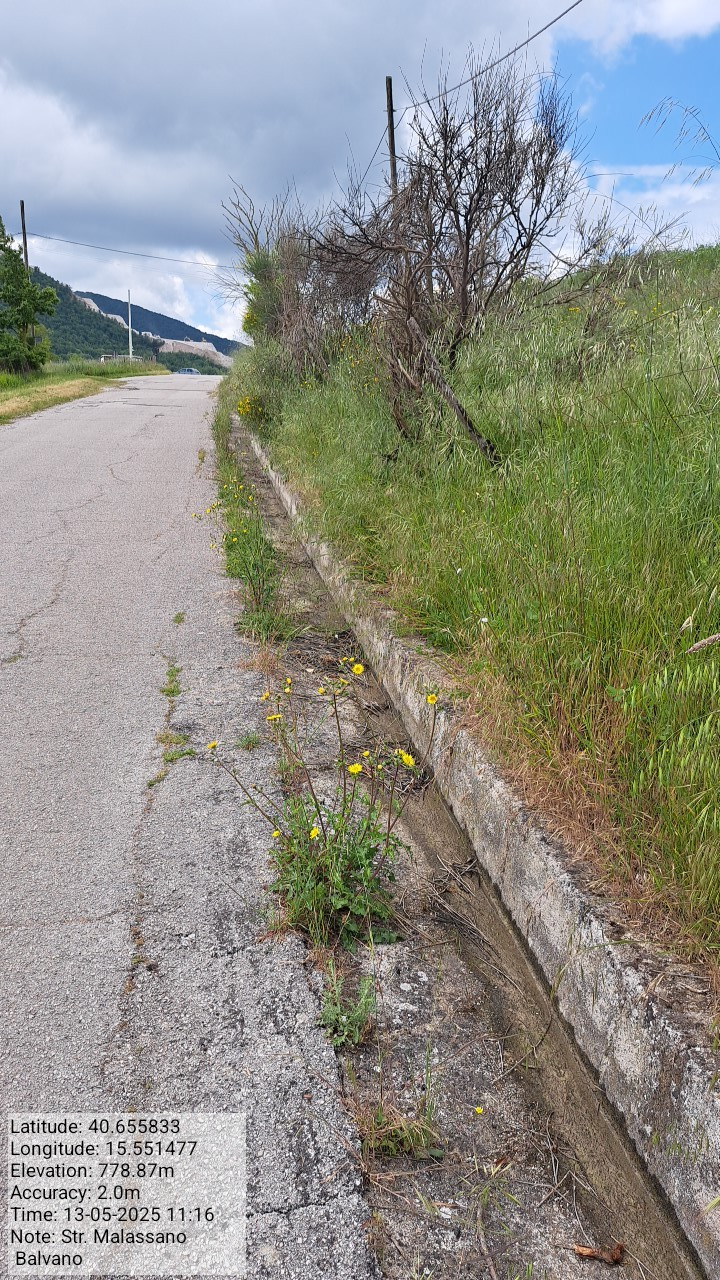 Latitude: 40.655833
Longitude: 15.551477
Elevation: 778.87m
Accuracy: 2.0m
Time: 13-05-2025 11:16
Note: Str. Malassano
Balvano